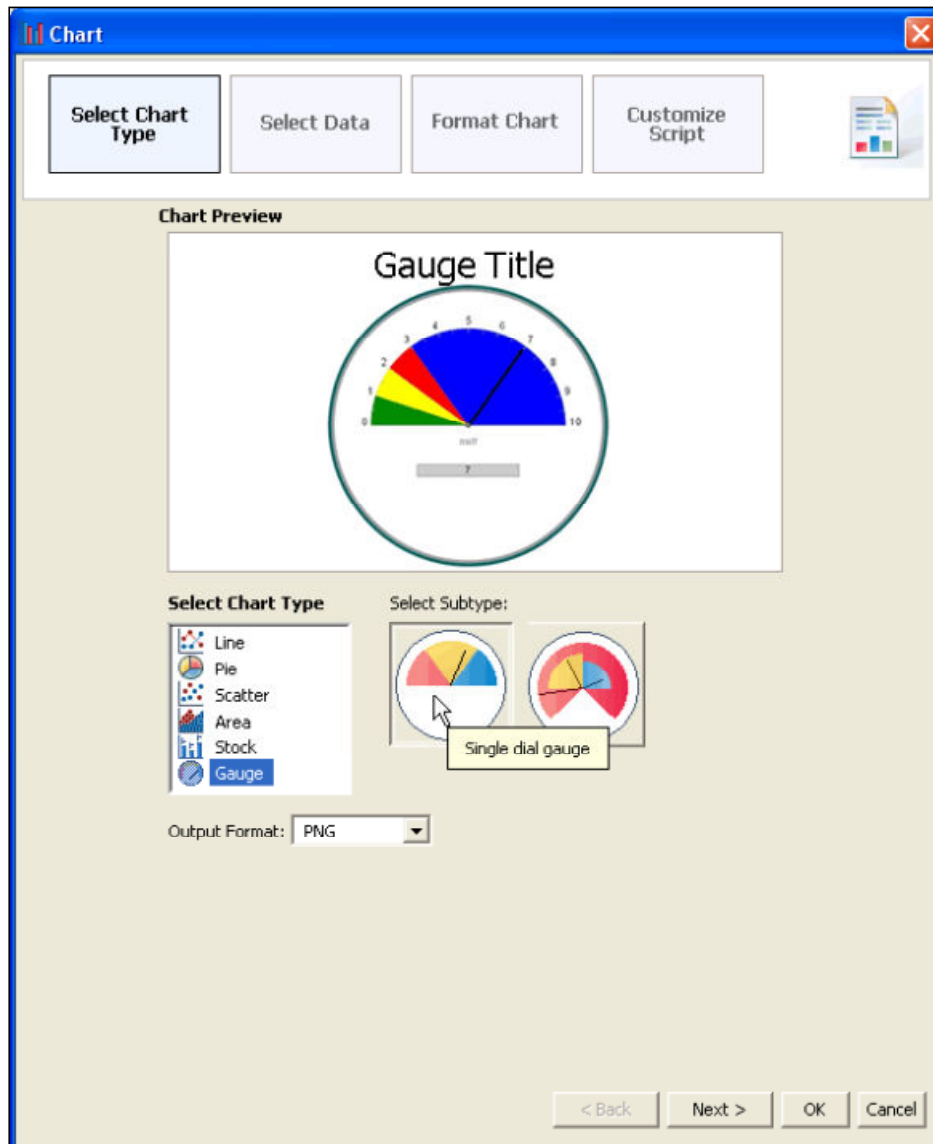 Chart
Select Chart
Type
Select Data
Format Chart
Customize
Script
Chart Preview
Gauge Title
0
1
2
3
4
5
6
7
8
9
10
7
Select Chart Type
Select Subtype:
Line
Pie
Scatter
Area
Stock
Gauge
Single dial gauge
Output Format: PNG
< Back
Next >
OK
Cancel